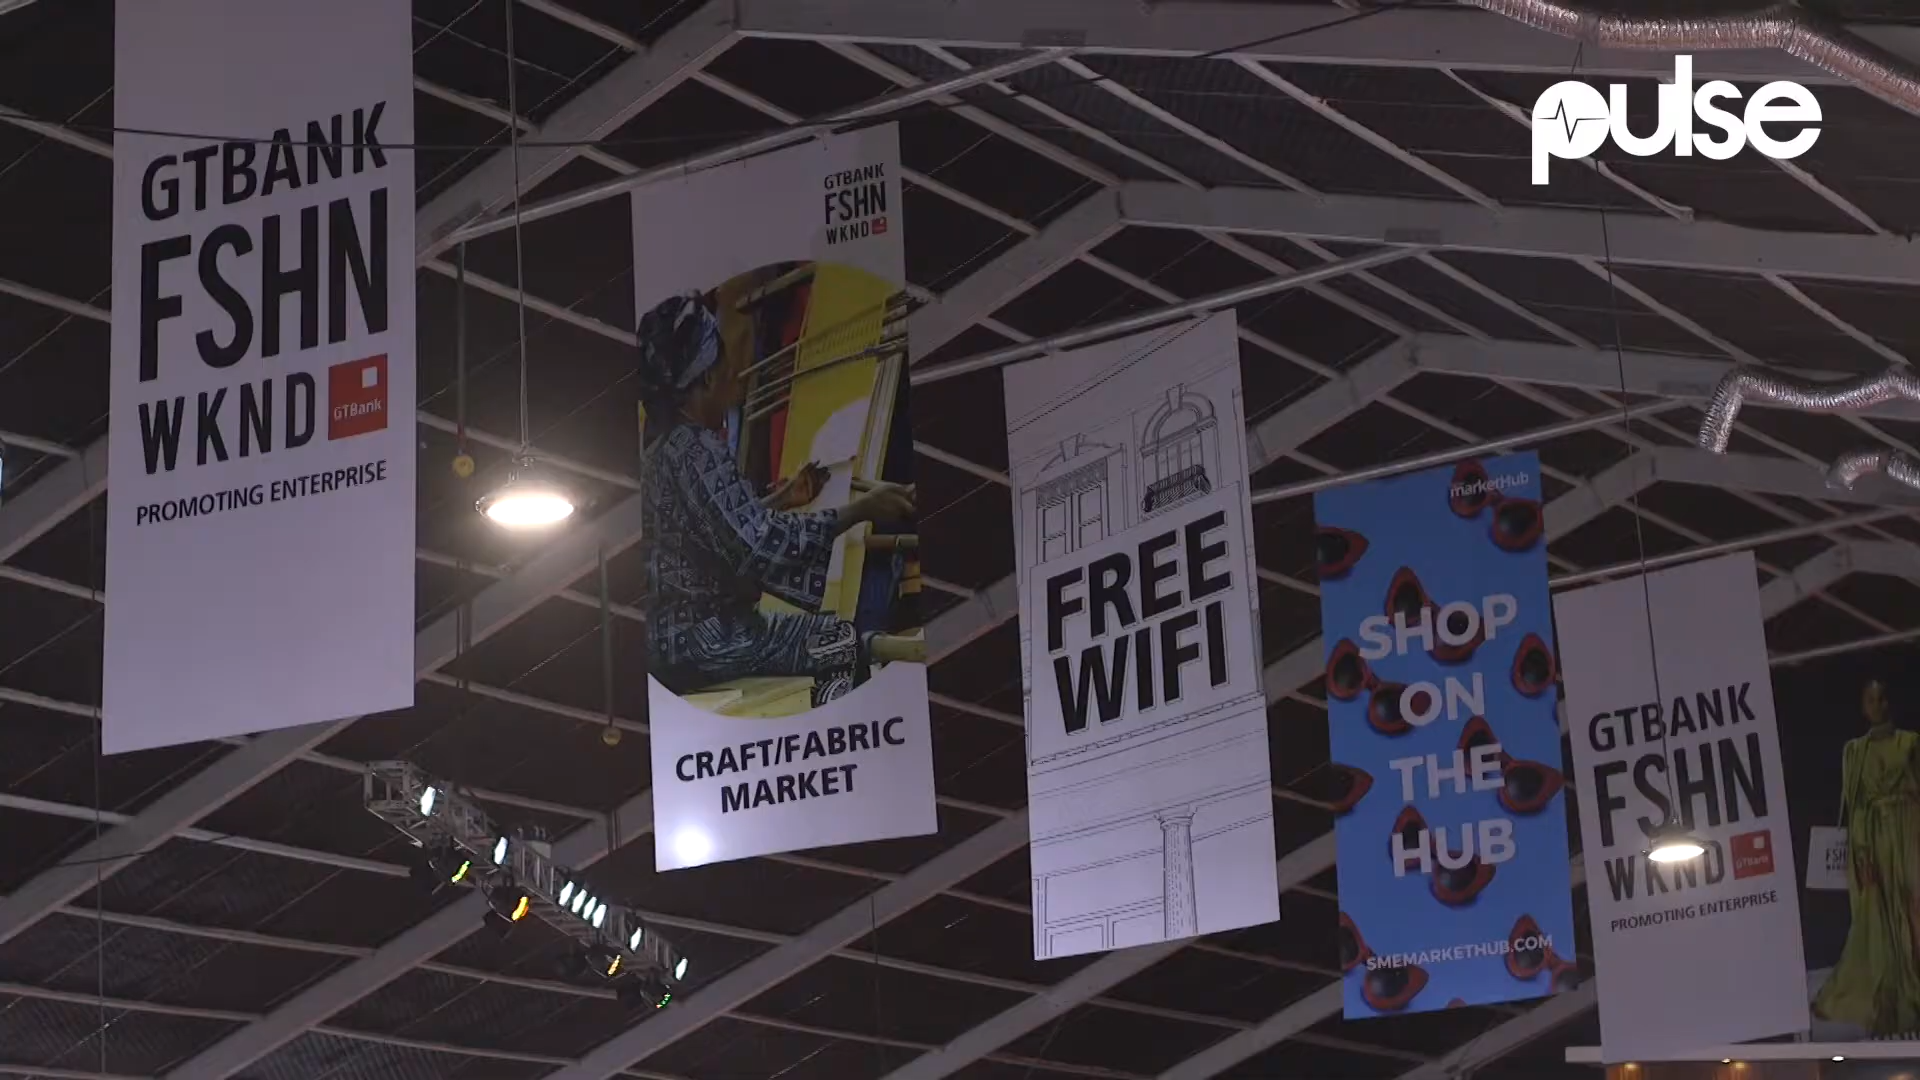 pulse
GTBANK
FSHN
WKND
GTBank
PROMOTING ENTERPRISE
GTBANK
FSHN
WKND
CRAFT/FABRIC
MARKET
FREE
WIFI
marketHub
SHOP
ON
THE
HUB
SMEMARKETHUB.COM
GTBANK
FSHN
WKND
GTBank
PROMOTING ENTERPRISE